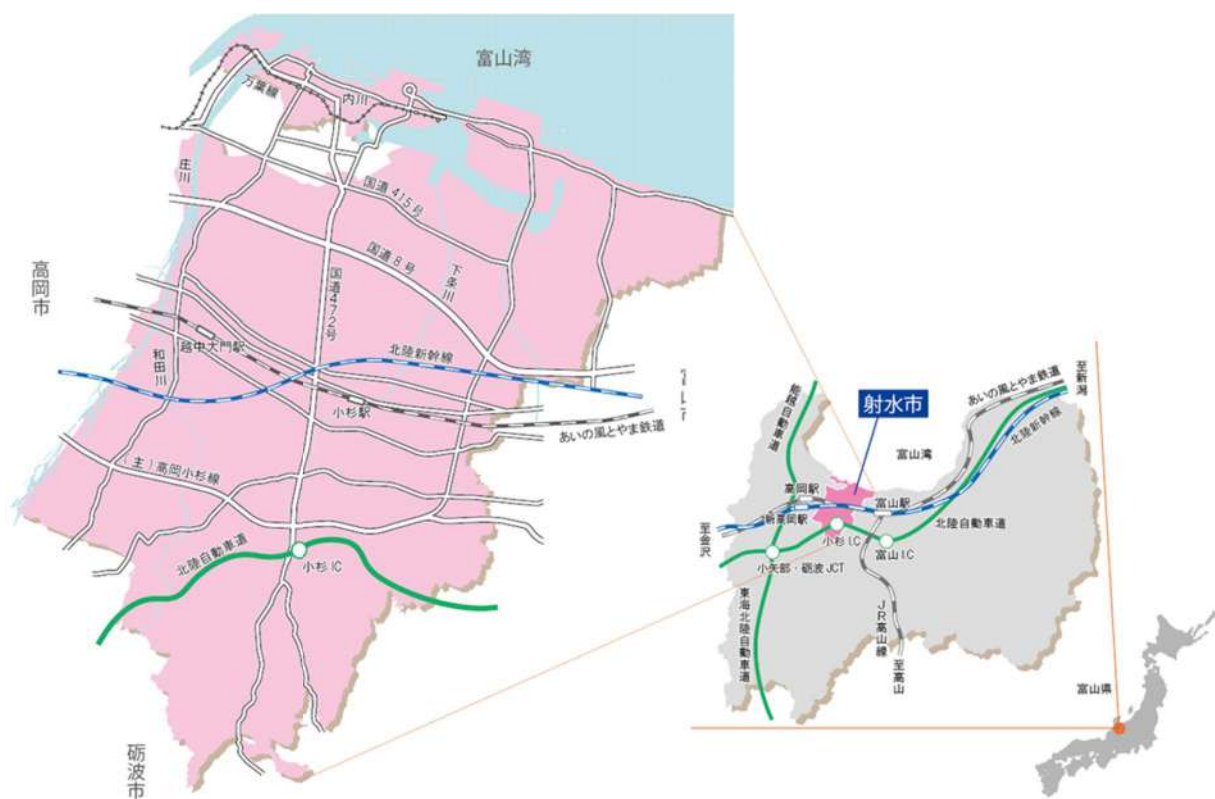 富山湾
万葉線
内川
庄川
国道415号
国道8号
下条川
国道472号
高岡市
越中大門駅
和田川
北陸新幹線
小杉駅
あいの風とやま鉄道
主)高岡小杉線
北陸自動車道
小杉IC
砺波市
射水市
至新潟
あいの風とやま鉄道
北陸新幹線
能越自動車道
富山湾
高岡駅
新高岡駅
富山駅
至金沢
小杉I.C
富山I.C
北陸自動車道
小矢部・砺波JCT
東海北陸自動車道
JR高山線
至高山
富山県